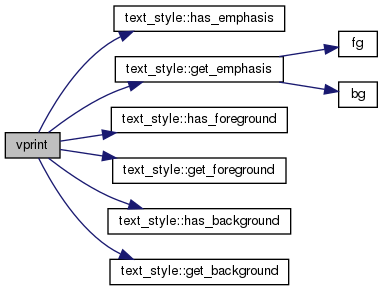 text_style::has_emphasis
text_style::get_emphasis
fg
bg
text_style::has_foreground
vprint
text_style::get_foreground
text_style::has_background
text_style::get_background